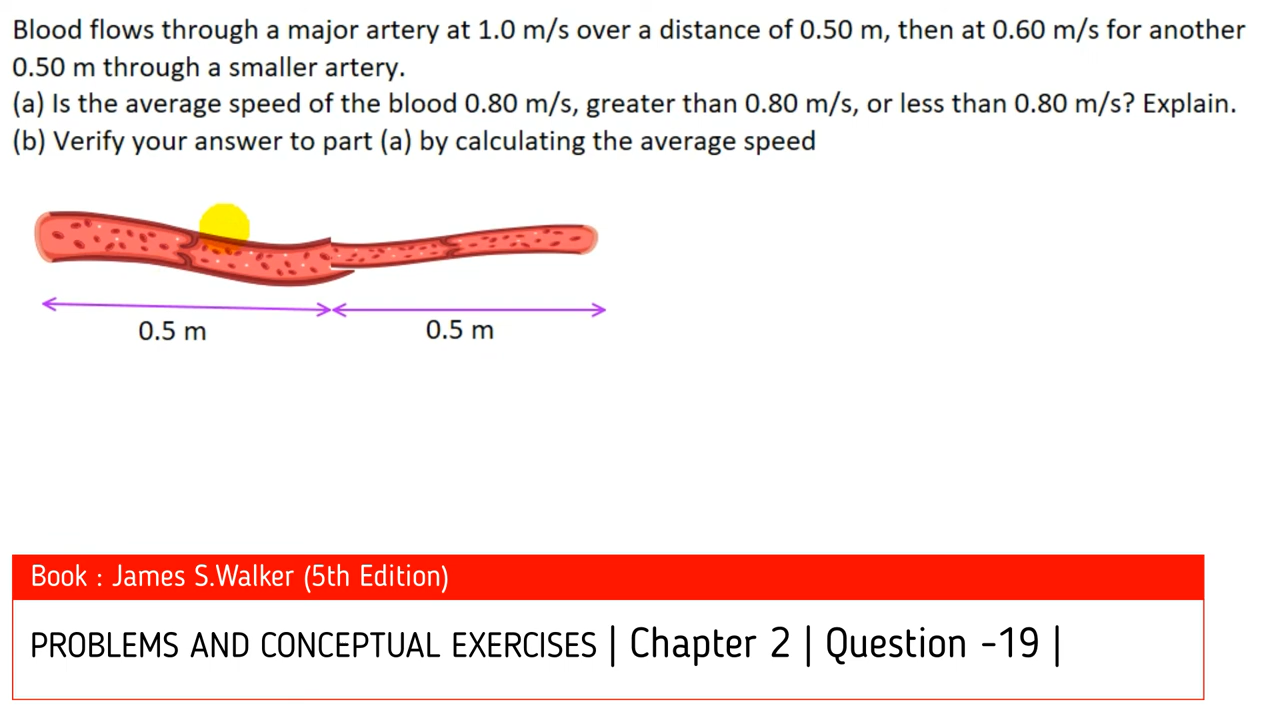 Blood flows through a major artery at 1.0 m/s over a distance of 0.50 m, then at 0.60 m/s for another
0.50 m through a smaller artery.
(a) Is the average speed of the blood 0.80 m/s, greater than 0.80 m/s, or less than 0.80 m/s? Explain.
(b) Verify your answer to part (a) by calculating the average speed
0.5 m
0.5 m
Book : James S.Walker (5th Edition)
PROBLEMS AND CONCEPTUAL EXERCISES | Chapter 2 | Question -19 |